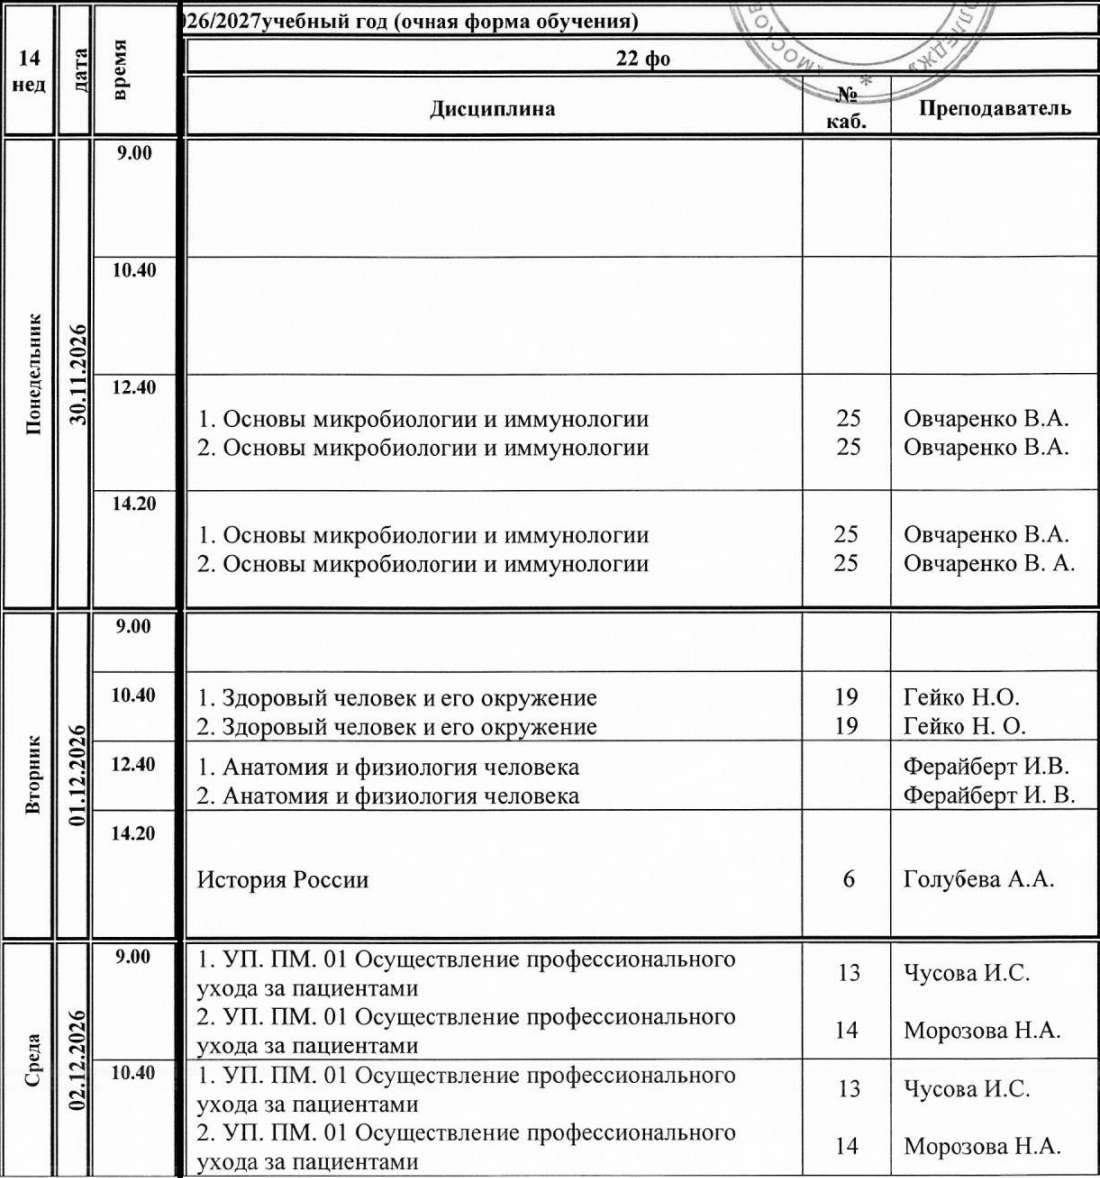 026/2027учебный год (очная форма обучения)
14 нед
дата
время
22 фо
Дисциплина
№ каб.
Преподаватель
Понедельник
30.11.2026
9.00
10.40
12.40
1. Основы микробиологии и иммунологии 25 Овчаренко В.А.
2. Основы микробиологии и иммунологии 25 Овчаренко В.А.
14.20
1. Основы микробиологии и иммунологии 25 Овчаренко В.А.
2. Основы микробиологии и иммунологии 25 Овчаренко В. А.
Вторник
01.12.2026
9.00
10.40
1. Здоровый человек и его окружение 19 Гейко Н.О.
2. Здоровый человек и его окружение 19 Гейко Н. О.
12.40
1. Анатомия и физиология человека Ферайберт И.В.
2. Анатомия и физиология человека Ферайберт И. В.
14.20
История России 6 Голубева А.А.
Среда
02.12.2026
9.00
1. УП. ПМ. 01 Осуществление профессионального
ухода за пациентами
13 Чусова И.С.
2. УП. ПМ. 01 Осуществление профессионального
ухода за пациентами
14 Морозова Н.А.
10.40
1. УП. ПМ. 01 Осуществление профессионального
ухода за пациентами
13 Чусова И.С.
2. УП. ПМ. 01 Осуществление профессионального
ухода за пациентами
14 Морозова Н.А.